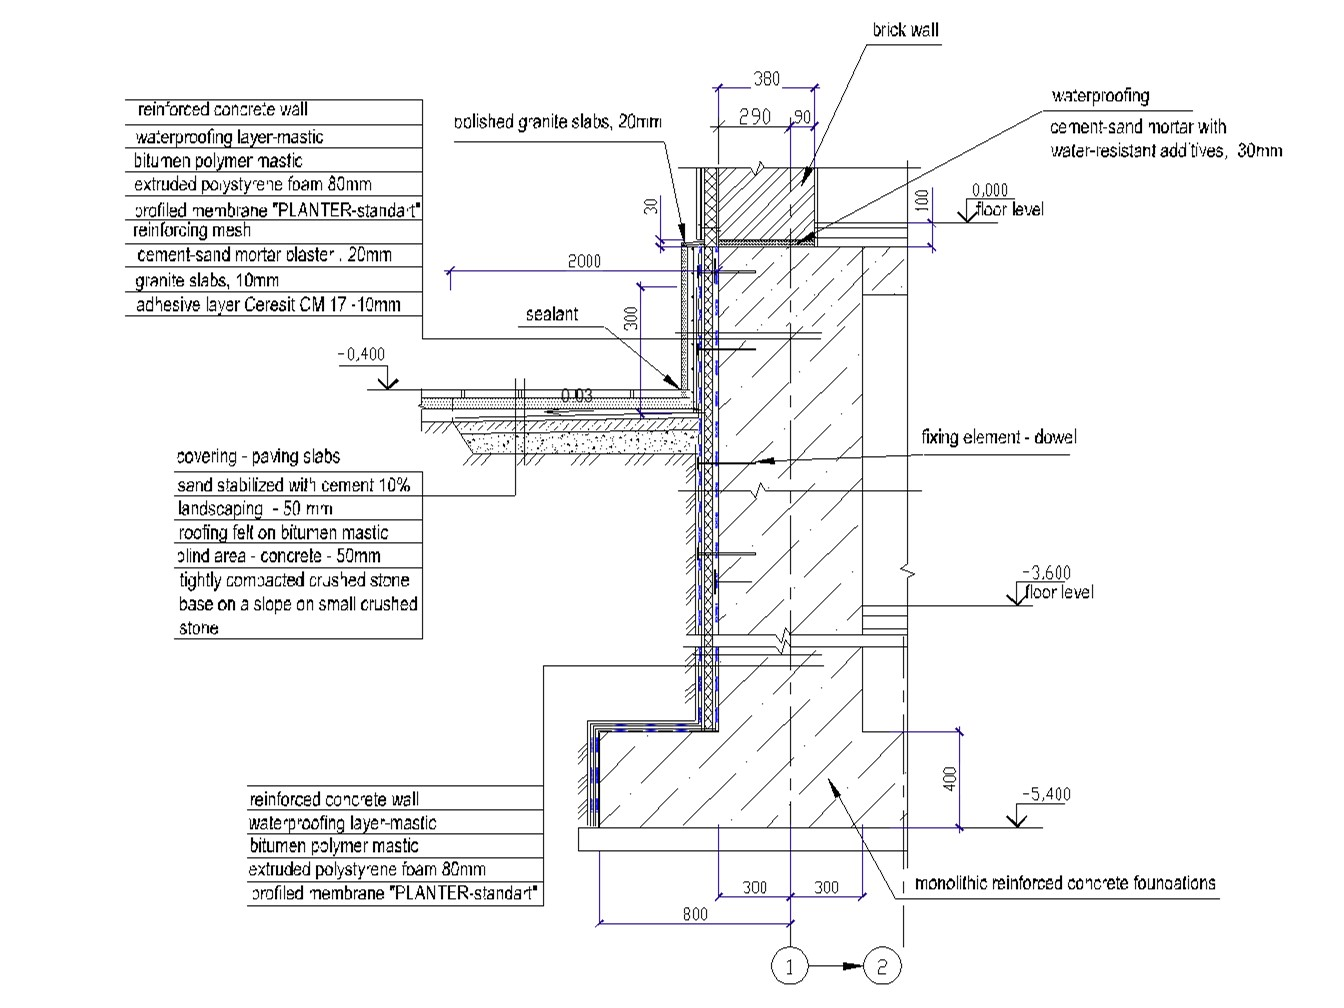 brick wall
380
290
90
waterproofing
cement-sand mortar with
water-resistant additives, 30mm
polished granite slabs, 20mm
reinforced concrete wall
waterproofing layer-mastic
bitumen polymer mastic
extruded polystyrene foam 80mm
profiled membrane "PLANTER-standart"
reinforcing mesh
cement-sand mortar plaster , 20mm
granite slabs, 10mm
adhesive layer Ceresit CM 17 -10mm
30
100
0,000
floor level
2000
300
sealant
-0,400
0.03
fixing element - dowel
covering - paving slabs
sand stabilized with cement 10%
landscaping - 50 mm
roofing felt on bitumen mastic
blind area - concrete - 50mm
tightly compacted crushed stone
base on a slope on small crushed
stone
-3,600
floor level
400
-5,400
reinforced concrete wall
waterproofing layer-mastic
bitumen polymer mastic
extruded polystyrene foam 80mm
profiled membrane "PLANTER-standart"
monolithic reinforced concrete foundations
300
300
800
1
2